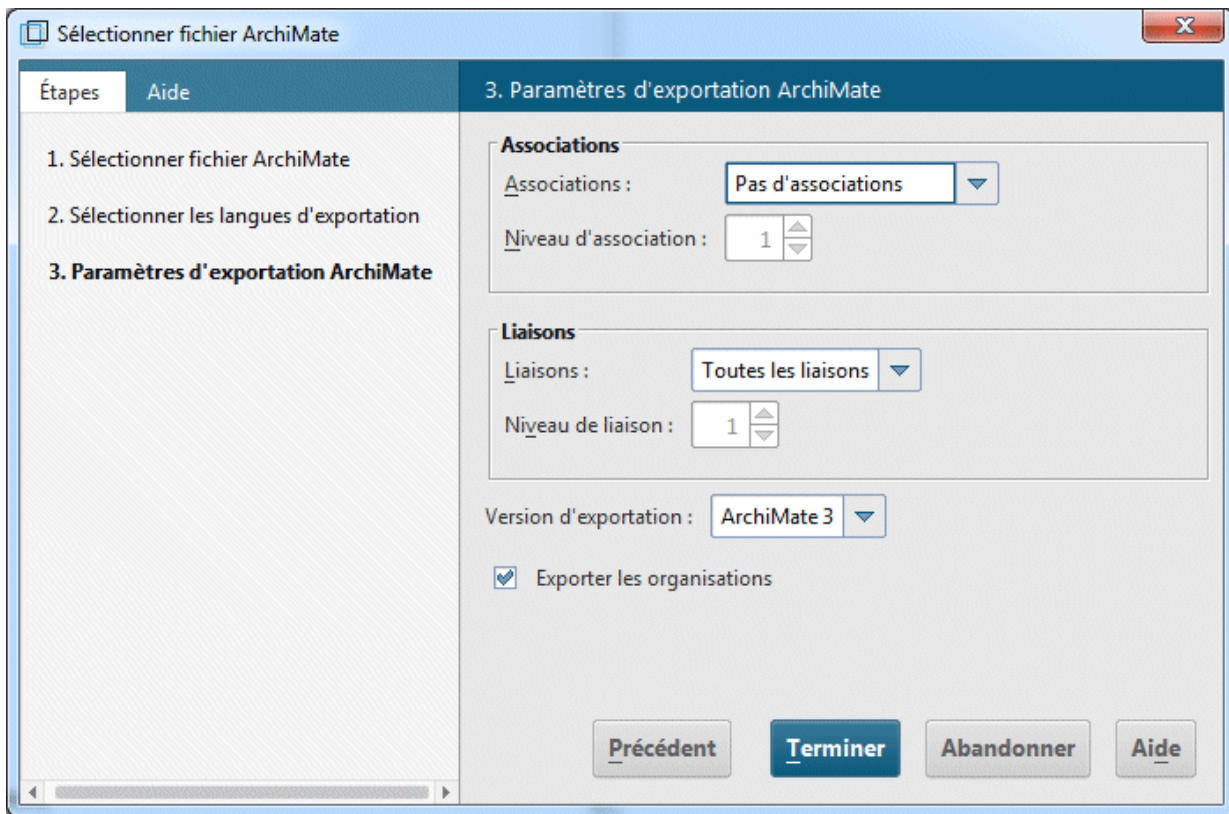 Sélectionner fichier ArchiMate
Étapes
Aide
1. Sélectionner fichier ArchiMate
2. Sélectionner les langues d'exportation
3. Paramètres d'exportation ArchiMate
3. Paramètres d'exportation ArchiMate
Associations
Associations : Pas d'associations
Niveau d'association : 1
Liaisons
Liaisons : Toutes les liaisons
Niveau de liaison : 1
Version d'exportation : ArchiMate 3
Exporter les organisations
Précédent Terminer Abandonner Aide